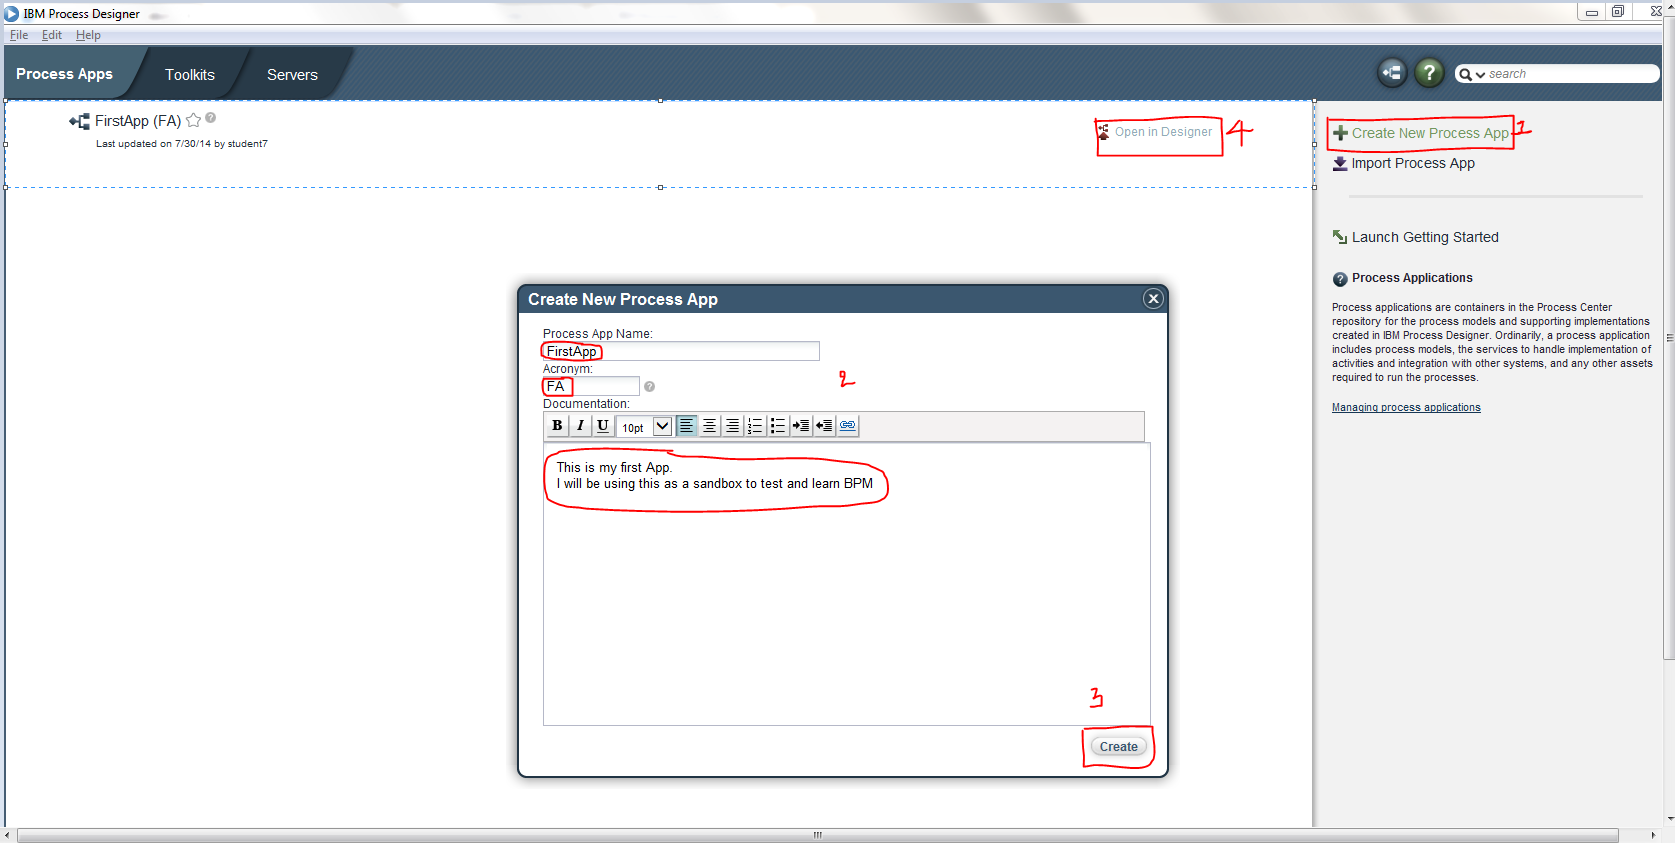 IBM Process Designer
File Edit Help
Process Apps Toolkits Servers
search
FirstApp (FA)
Last updated on 7/30/14 by student7
Open in Designer 4
Create New Process App 1
Import Process App
Launch Getting Started
Process Applications
Process applications are containers in the Process Center
repository for the process models and supporting implementations
created in IBM Process Designer. Ordinarily, a process application
includes process models, the services to handle implementation of
activities and integration with other systems, and any other assets
required to run the processes.
Managing process applications
Create New Process App
Process App Name:
FirstApp
Acronym:
FA
2
Documentation:
B I U 10pt
This is my first App.
I will be using this as a sandbox to test and learn BPM
3
Create